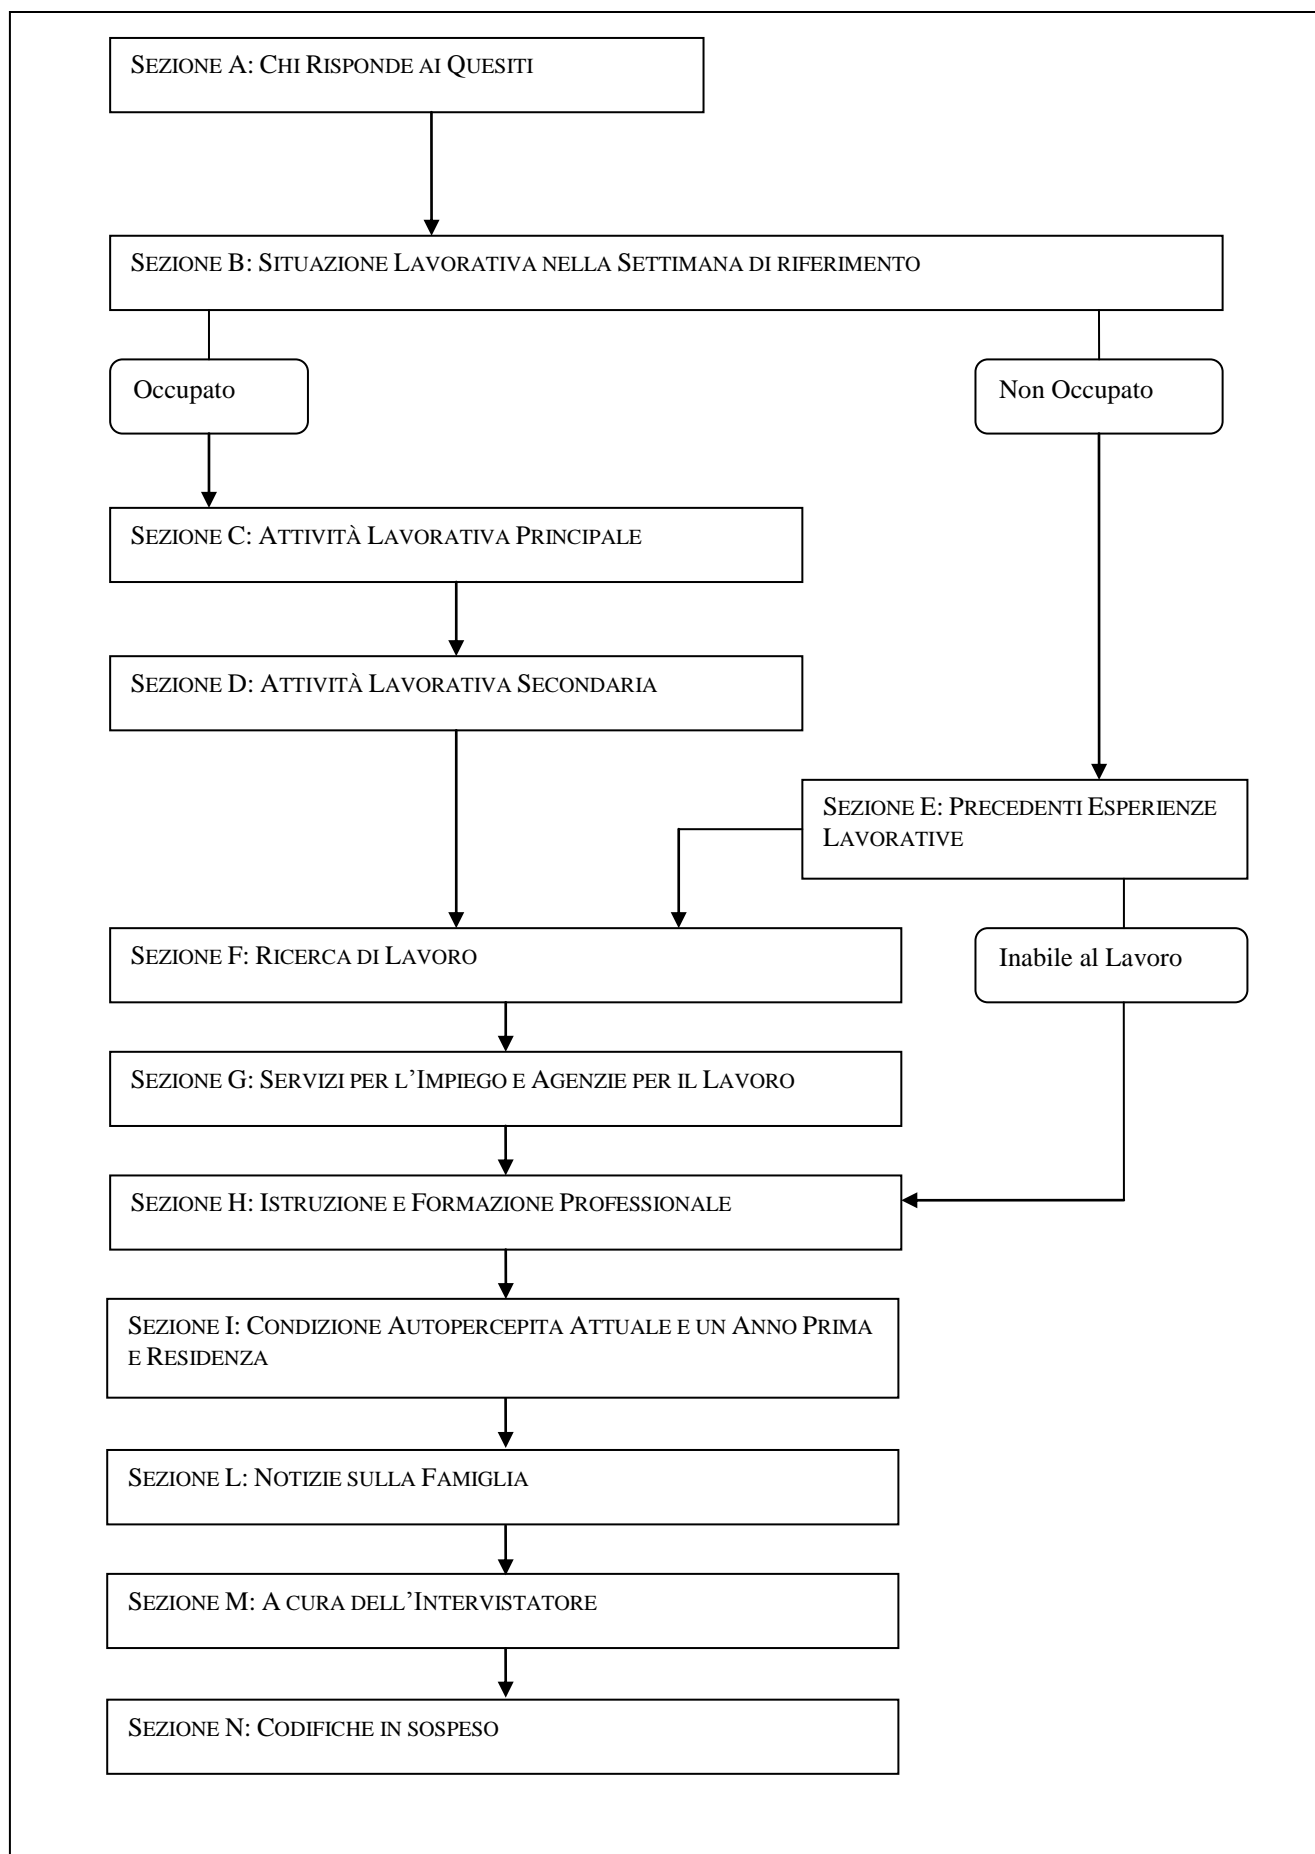 SEZIONE A: CHI RISPONDE AI QUESITI
SEZIONE B: SITUAZIONE LAVORATIVA NELLA SETTIMANA DI RIFERIMENTO
Occupato
Non Occupato
SEZIONE C: ATTIVITÀ LAVORATIVA PRINCIPALE
SEZIONE D: ATTIVITÀ LAVORATIVA SECONDARIA
SEZIONE E: PRECEDENTI ESPERIENZE
LAVORATIVE
SEZIONE F: RICERCA DI LAVORO
Inabile al Lavoro
SEZIONE G: SERVIZI PER L’IMPIEGO E AGENZIE PER IL LAVORO
SEZIONE H: ISTRUZIONE E FORMAZIONE PROFESSIONALE
SEZIONE I: CONDIZIONE AUTOPERCEPITA ATTUALE E UN ANNO PRIMA
E RESIDENZA
SEZIONE L: NOTIZIE SULLA FAMIGLIA
SEZIONE M: A CURA DELL’INTERVISTATORE
SEZIONE N: CODIFICHE IN SOSPESO